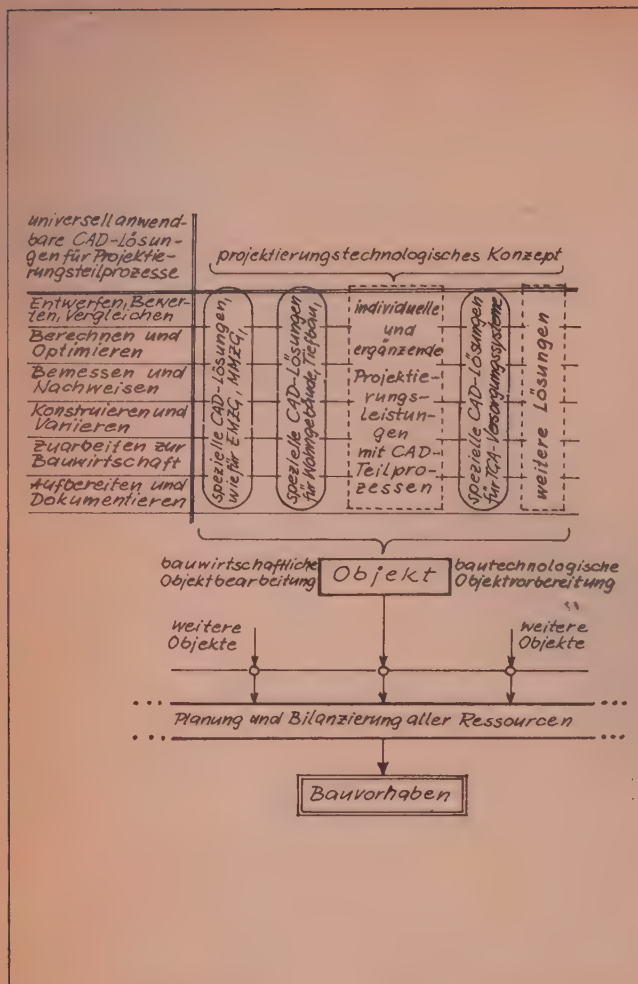 universell anwend-
bare CAD-Lösun-
gen für Projektie-
rungsteilprozesse
projektierungstechnologisches Konzept
Entwerfen, Bewer-
ten, Vergleichen
Berechnen und
Optimieren
Bemessen und
Nachweisen
Konstruieren und
Variieren
Zuarbeiten zur
Bauwirtschaft
Aufbereiten und
Dokumentieren
spezielle CAD-Lösungen,
wie für EMZG, MMZG,
spezielle CAD-Lösungen
für Wohngebäude, Tiefbau,
individuelle
und
ergänzende
Projektie-
rungs-
leistun-
gen
mit CAD-
Teilpro-
zessen
spezielle CAD-Lösungen
für TGA-Versorgungssysteme
weitere Lösungen
bauwirtschaftliche
Objektbearbeitung
Objekt
bautechnologische
Objektvorbereitung
weitere
Objekte
weitere
Objekte
... Planung und Bilanzierung aller Ressourcen ...
Bauvorhaben